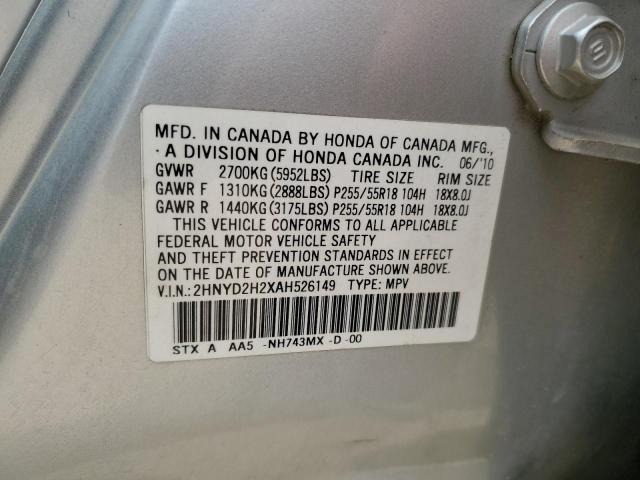 MFD. IN CANADA BY HONDA OF CANADA MFG.,
A DIVISION OF HONDA CANADA INC. 06/'10
GVWR 2700KG(5952LBS) TIRE SIZE RIM SIZE
GAWR F 1310KG(2888LBS) P255/55R18 104H 18X8.0J
GAWR R 1440KG(3175LBS) P255/55R18 104H 18X8.0J
THIS VEHICLE CONFORMS TO ALL APPLICABLE
FEDERAL MOTOR VEHICLE SAFETY
AND THEFT PREVENTION STANDARDS IN EFFECT
ON THE DATE OF MANUFACTURE SHOWN ABOVE.
V.I.N.:2HNYD2H2XAH526149 TYPE: MPV
STX A AA5 -NH743MX -D -00